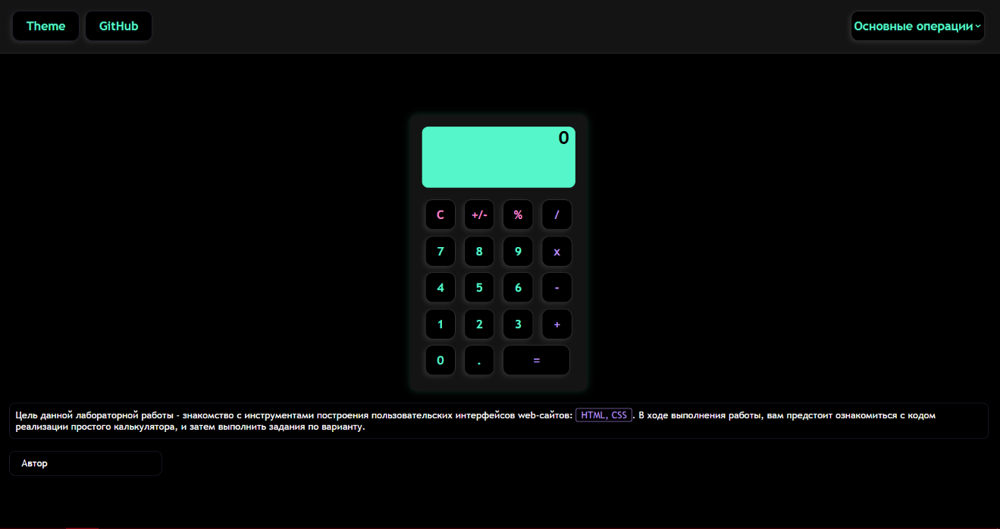 Theme GitHub Основные операции
0
C +/- % /
7 8 9 x
4 5 6 -
1 2 3 +
0 . =
Цель данной лабораторной работы - знакомство с инструментами построения пользовательских интерфейсов web-сайтов: HTML, CSS. В ходе выполнения работы, вам предстоит ознакомиться с кодом
реализации простого калькулятора, и затем выполнить задания по варианту.
Автор